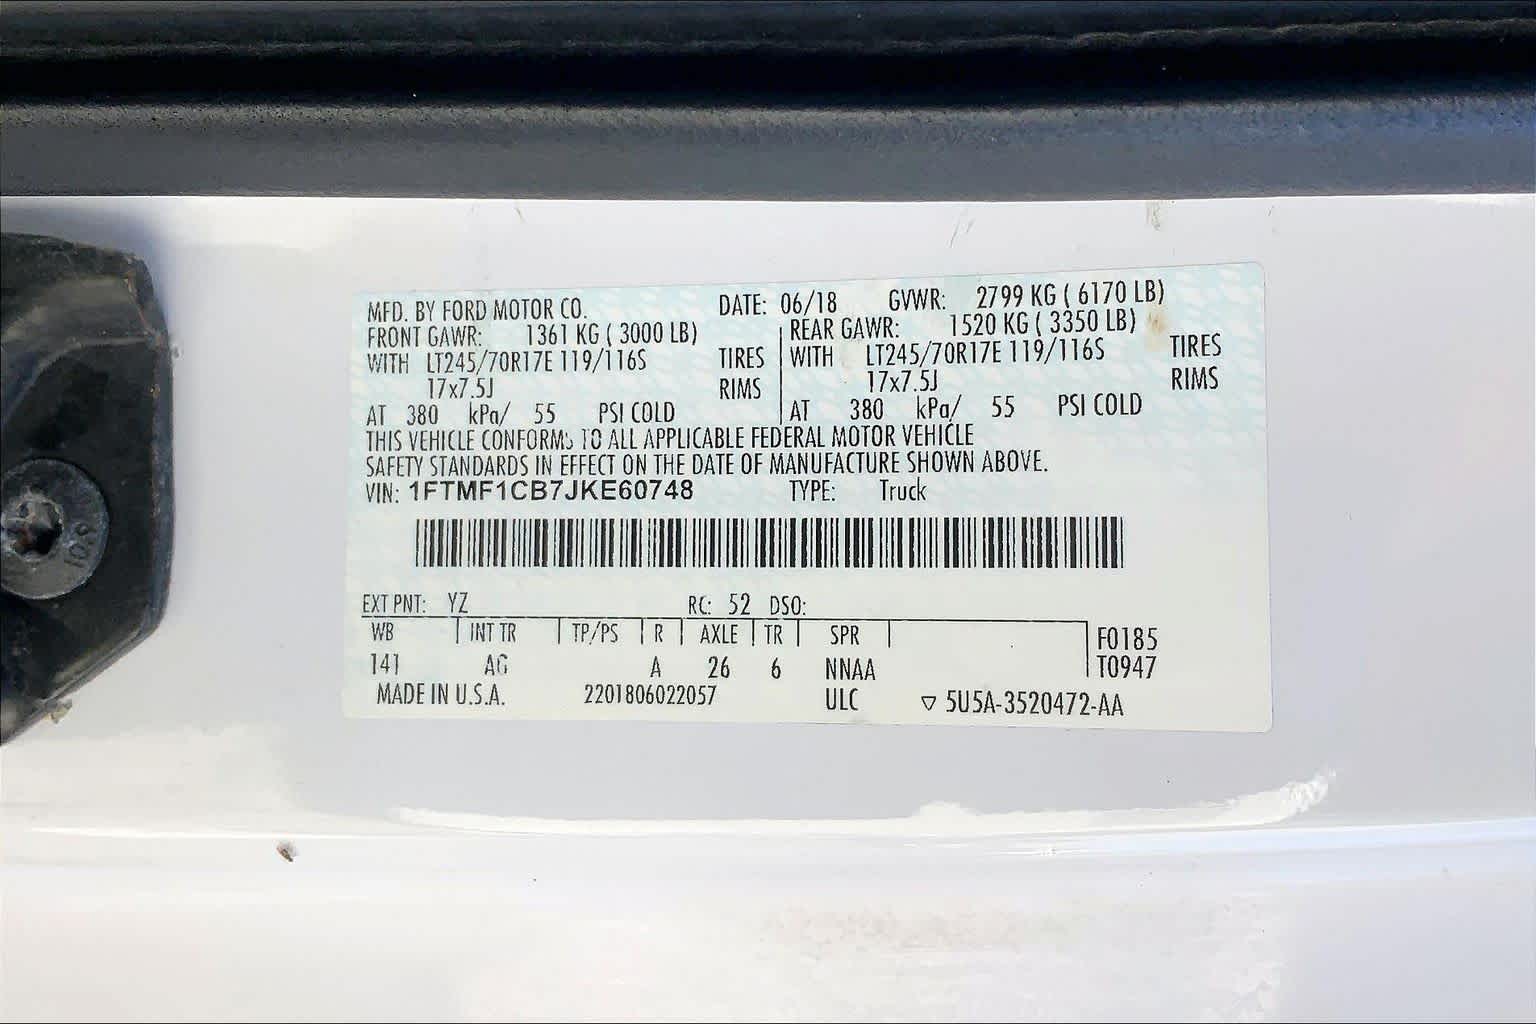 MFD. BY FORD MOTOR CO. DATE: 06/18 GVWR: 2799 KG ( 6170 LB)
FRONT GAWR: 1361 KG ( 3000 LB) REAR GAWR: 1520 KG ( 3350 LB)
WITH LT245/70R17E 119/116S TIRES WITH LT245/70R17E 119/116S TIRES
17x7.5J RIMS 17x7.5J RIMS
AT 380 kPa/ 55 PSI COLD AT 380 kPa/ 55 PSI COLD
THIS VEHICLE CONFORMS TO ALL APPLICABLE FEDERAL MOTOR VEHICLE
SAFETY STANDARDS IN EFFECT ON THE DATE OF MANUFACTURE SHOWN ABOVE.
VIN: 1FTMF1CB7JKE60748 TYPE: Truck
EXT PNT: YZ RC: 52 DSO:
WB INT TR TP/PS R AXLE TR SPR F0185
141 AG A 26 6 NNAA T0947
MADE IN U.S.A. 2201806022057 ULC ▽ 5U5A-3520472-AA